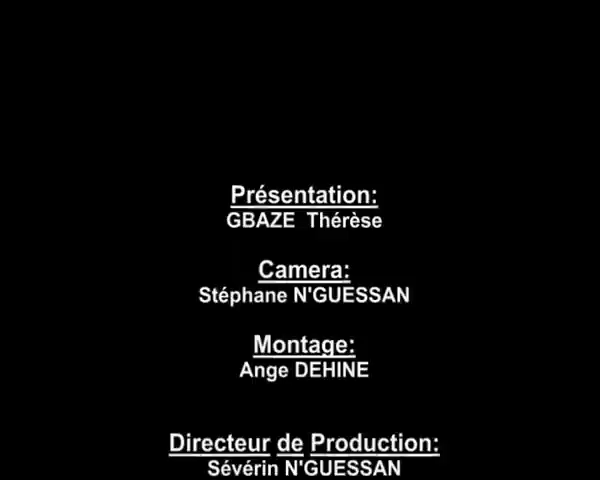 Présentation:
GBAZE Thérèse
Camera:
Stéphane N'GUESSAN
Montage:
Ange DEHINE
Directeur de Production:
Sévérin N'GUESSAN